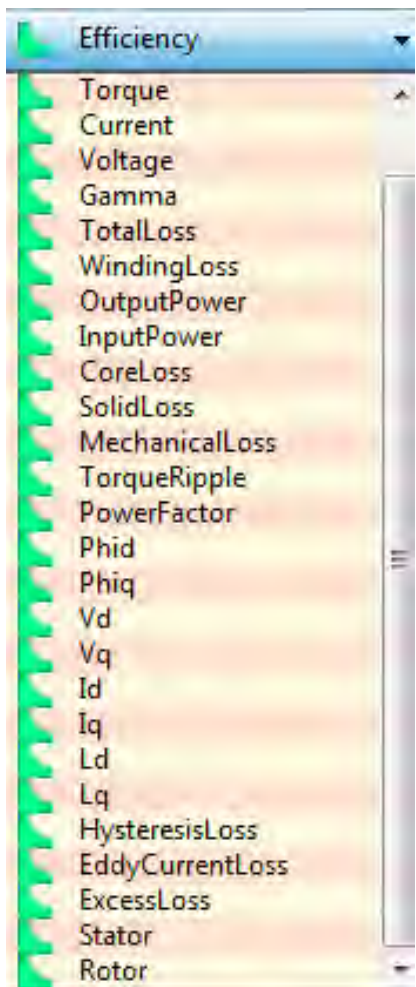 Efficiency
Torque
Current
Voltage
Gamma
TotalLoss
WindingLoss
OutputPower
InputPower
CoreLoss
SolidLoss
MechanicalLoss
TorqueRipple
PowerFactor
Phid
Phiq
Vd
Vq
Id
Iq
Ld
Lq
HysteresisLoss
EddyCurrentLoss
ExcessLoss
Stator
Rotor